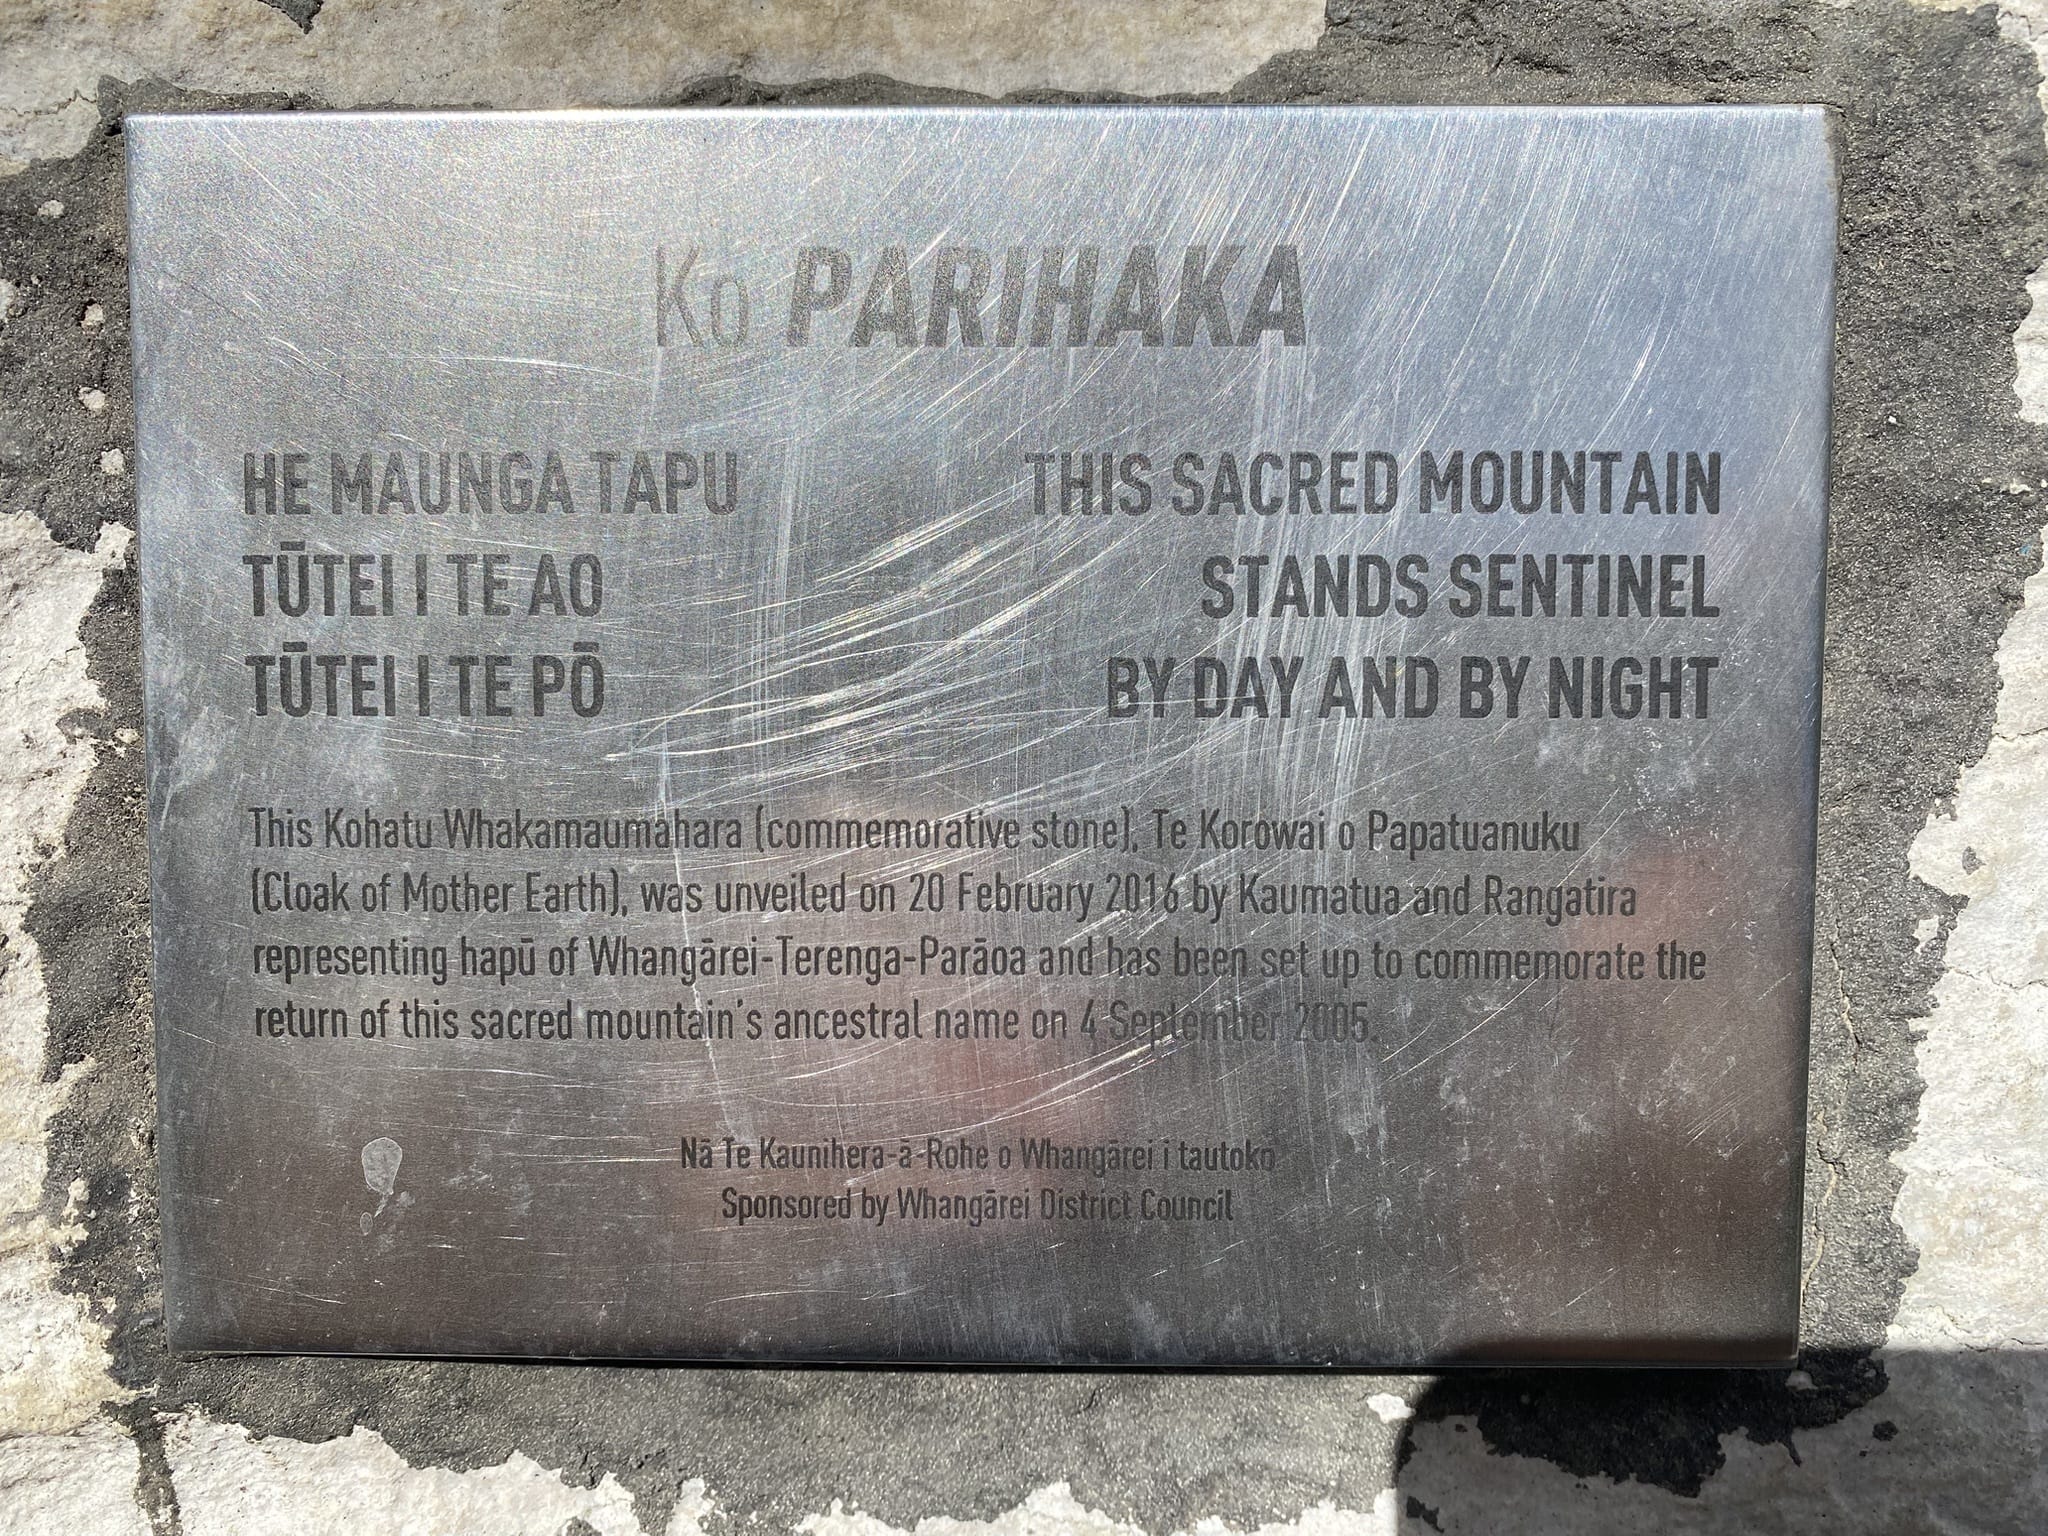 Ko PARIHAKA
HE MAUNGA TAPU
TŪTEI I TE AO
TŪTEI I TE PŌ
THIS SACRED MOUNTAIN
STANDS SENTINEL
BY DAY AND BY NIGHT
This Kohatu Whakamaumahara (commemorative stone), Te Korowai o Papatuanuku
(Cloak of Mother Earth), was unveiled on 20 February 2016 by Kaumatua and Rangatira
representing hapū of Whangārei-Terenga-Parāoa and has been set up to commemorate the
return of this sacred mountain's ancestral name on 4 September 2005.
Nā Te Kaunihera-ā-Rohe o Whangārei i tautoko
Sponsored by Whangārei District Council